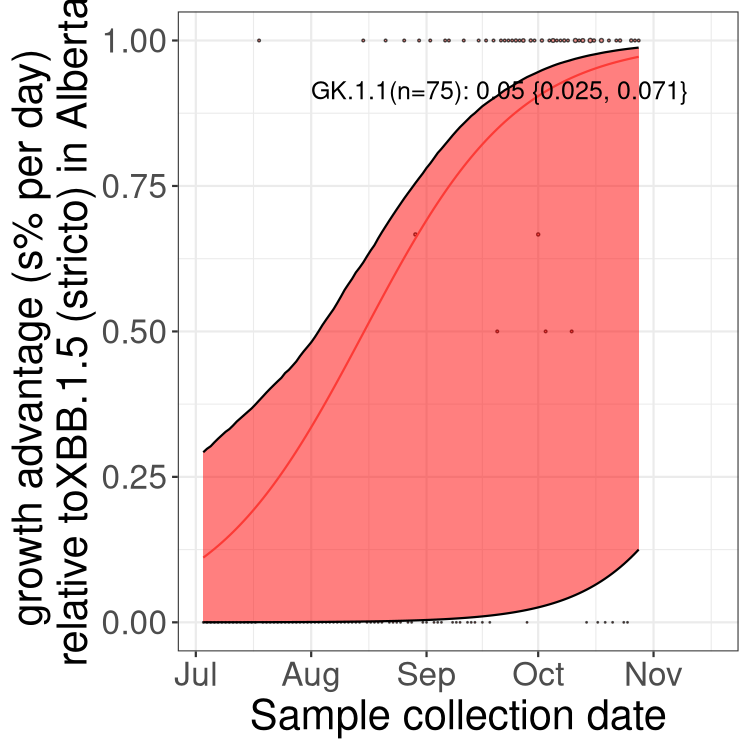 growth advantage (s% per day)
relative toXBB.1.5 (stricto) in Alberta
1.00
0.75
0.50
0.25
0.00
GK.1.1(n=75): 0.05 {0.025, 0.071}
Jul Aug Sep Oct Nov
Sample collection date